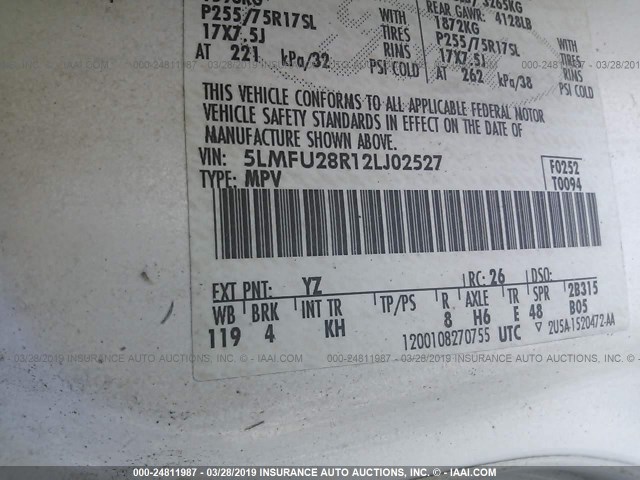 P255/75R17SL WITH
17X7.5J TIRES
RINS
AT 221 kPa/32 PSI COLD
3265KG
REAR GAWR: 4128LB
1872KG
P255/75R17SL WITH
17X7.5J TIRES
RINS
AT 262 kPa/38 PSI COLD
THIS VEHICLE CONFORMS TO ALL APPLICABLE FEDERAL MOTOR
VEHICLE SAFETY STANDARDS IN EFFECT ON THE DATE OF
MANUFACTURE SHOWN ABOVE.
VIN: 5LMFU28R12LJ02527
TYPE: MPV
F0252
T0094
EXT PNT: YZ RC: 26 DSO:
WB BRK INT TR TP/PS R AXLE TR SPR 2B315
119 4 KH 8 H6 E 48 B05
1200108270755 UTC ▽ 2U5A-1520472-AA
000-24811987 - 03/28/2019 INSURANCE AUTO AUCTIONS, INC. - © - IAAI.COM